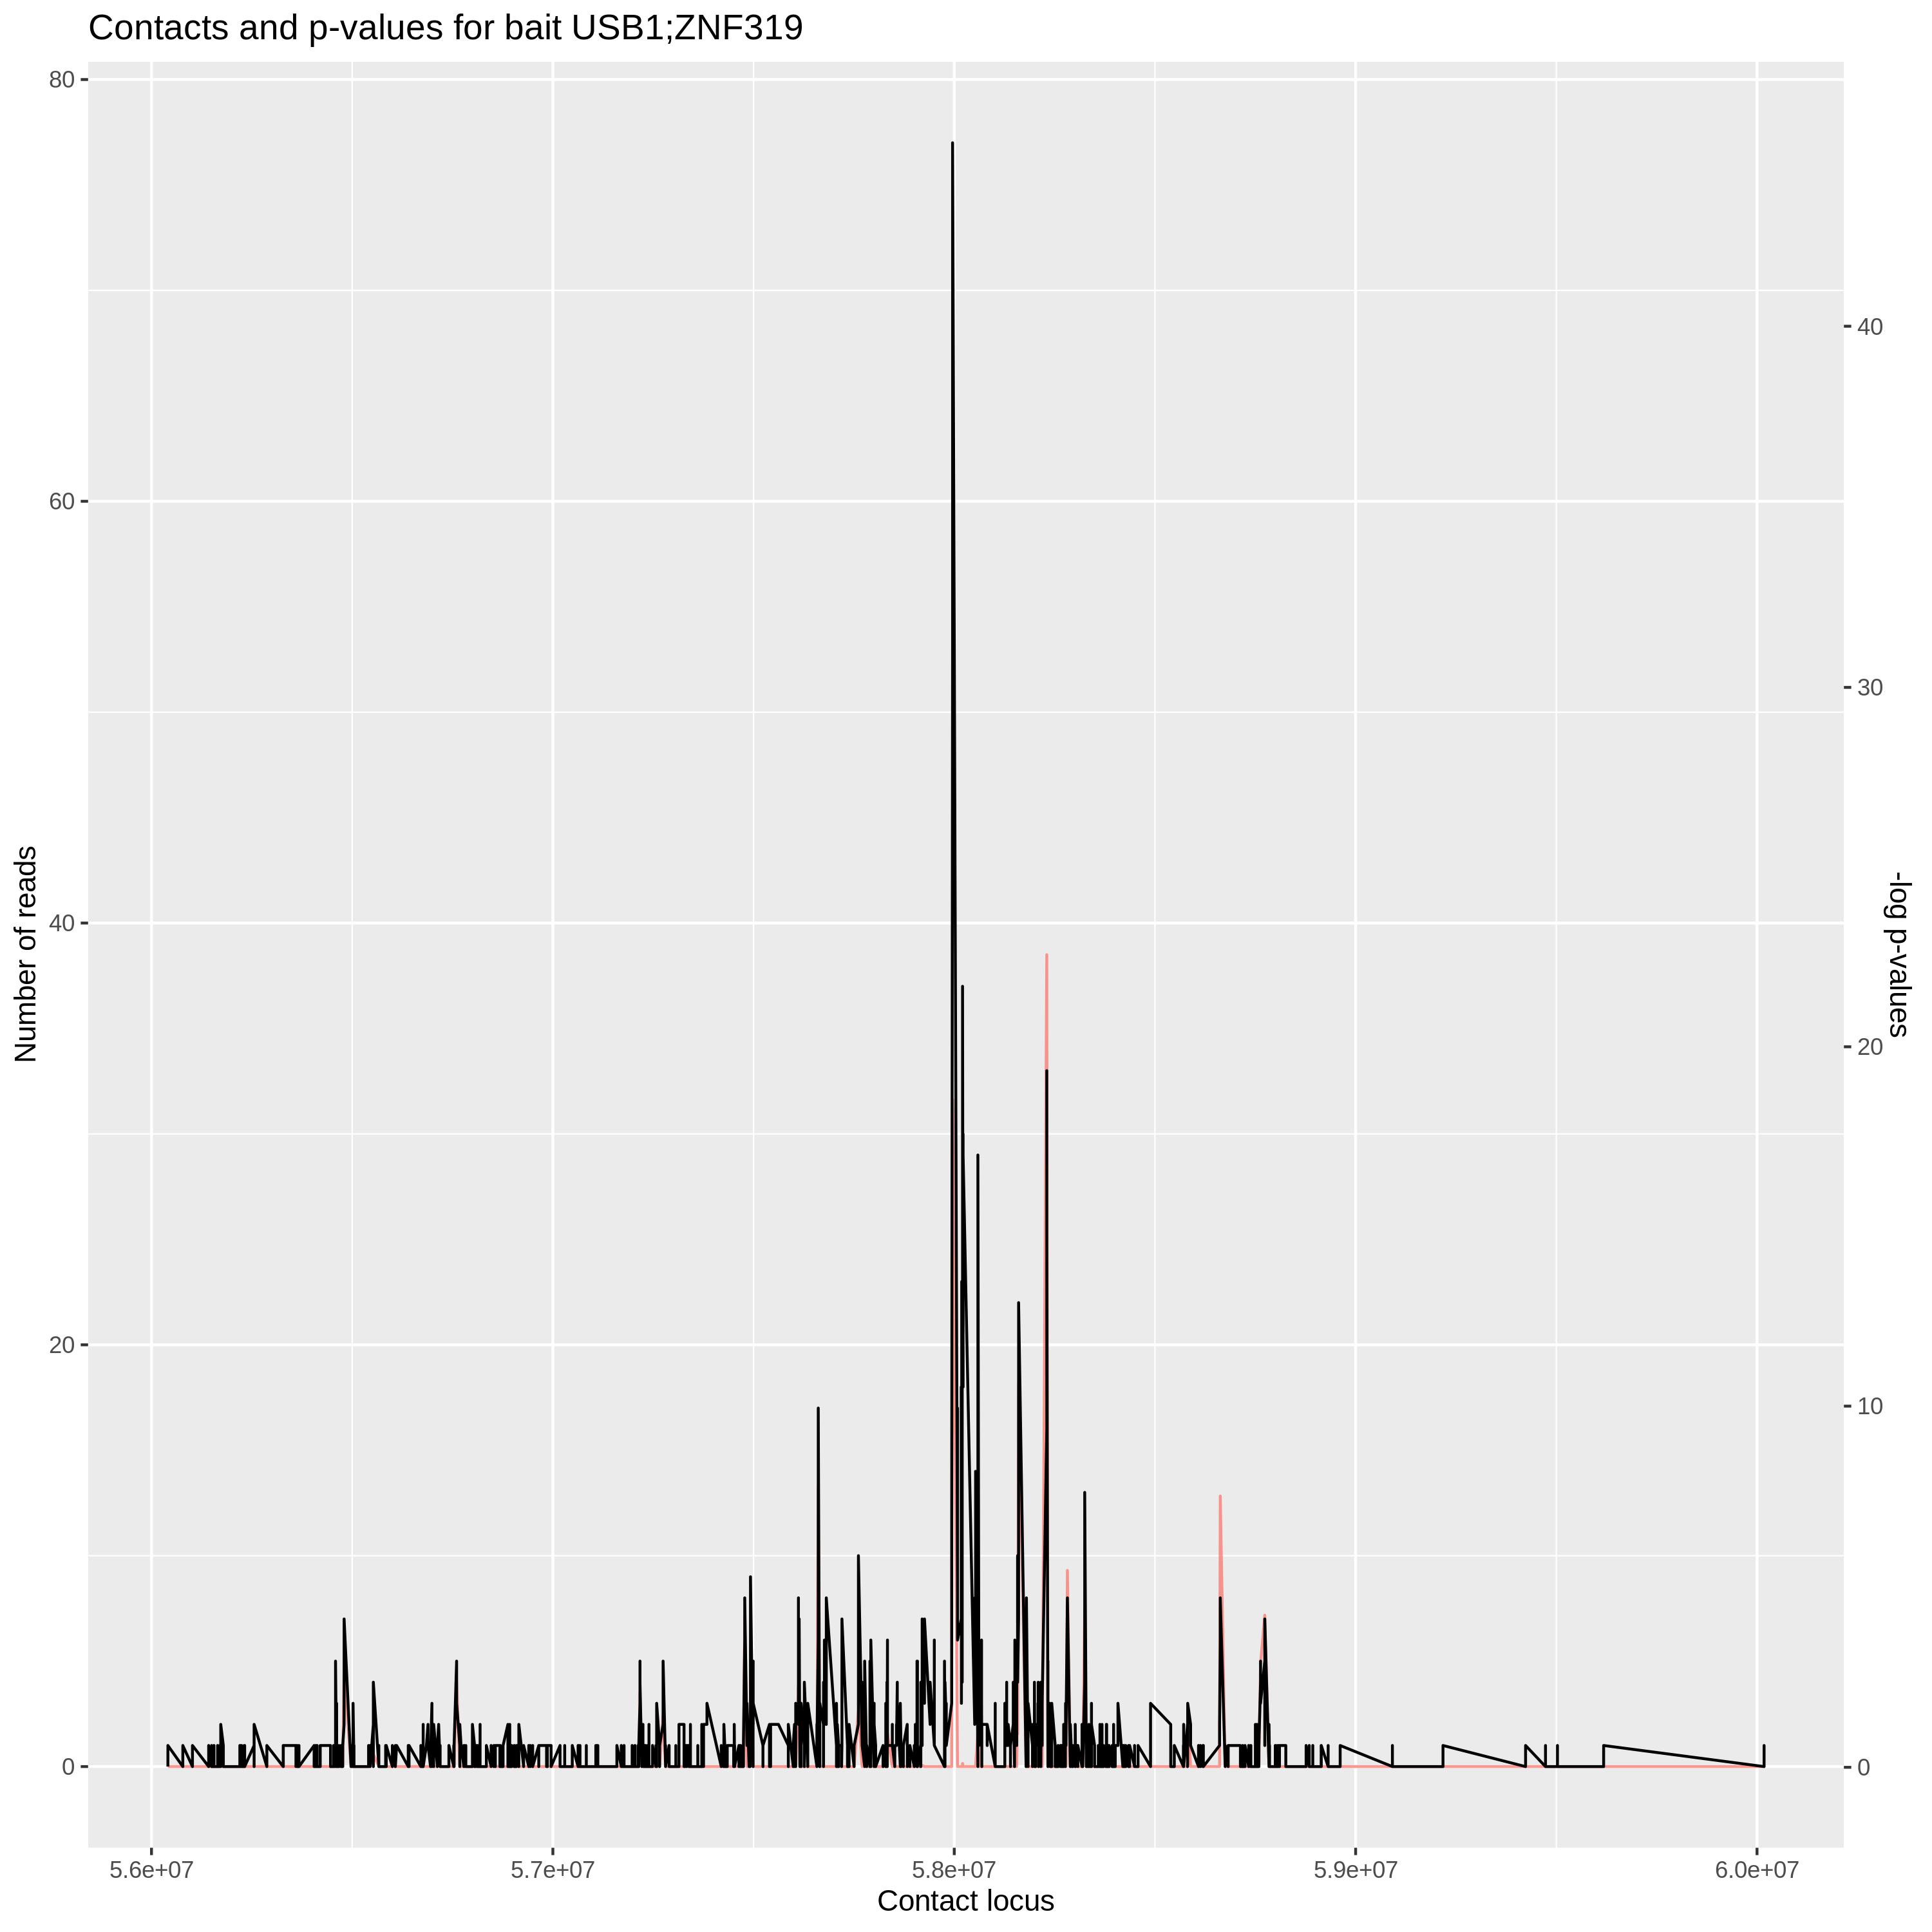 Contacts and p-values for bait USB1;ZNF319
80
60
40
20
0
Number of reads
40
30
20
10
0
-log p-values
5.6e+07
5.7e+07
5.8e+07
5.9e+07
6.0e+07
Contact locus